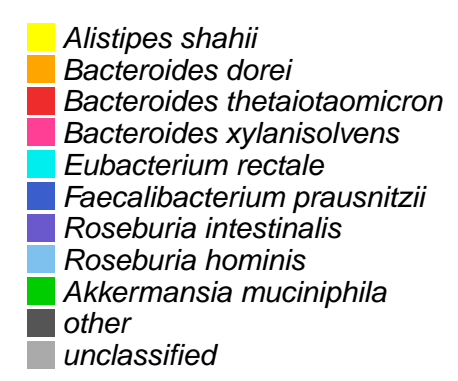 Alistipes shahii
Bacteroides dorei
Bacteroides thetaiotaomicron
Bacteroides xylanisolvens
Eubacterium rectale
Faecalibacterium prausnitzii
Roseburia intestinalis
Roseburia hominis
Akkermansia muciniphila
other
unclassified